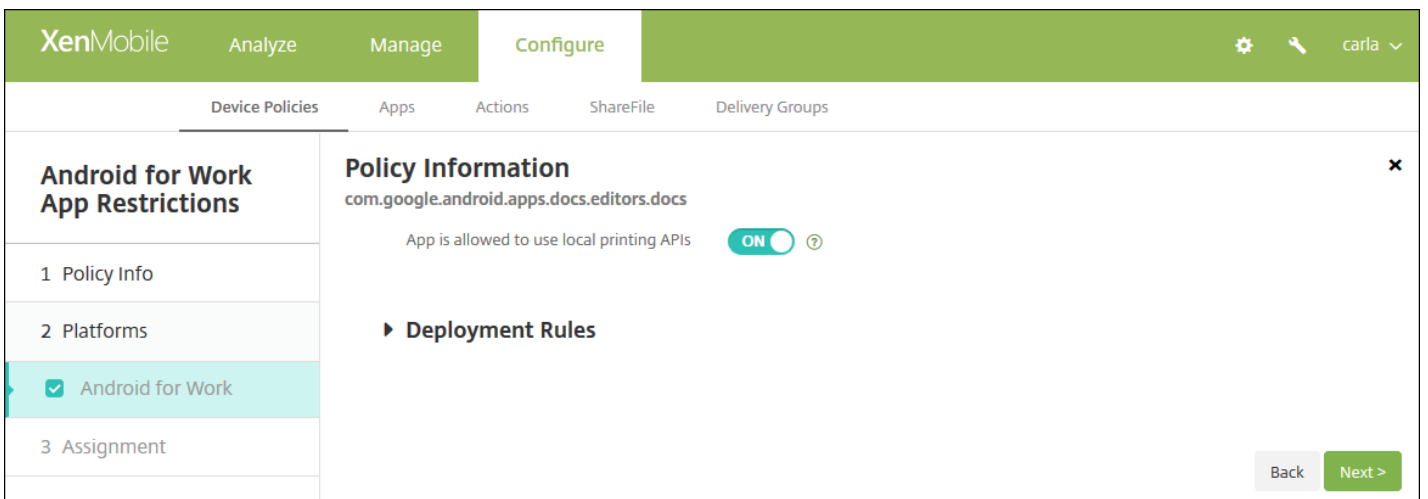 XenMobile Analyze Manage Configure carla
Device Policies Apps Actions ShareFile Delivery Groups
Android for Work
App Restrictions
1 Policy Info
2 Platforms
Android for Work
3 Assignment
Policy Information
com.google.android.apps.docs.editors.docs
App is allowed to use local printing APIs ON ?
Deployment Rules
Back Next >